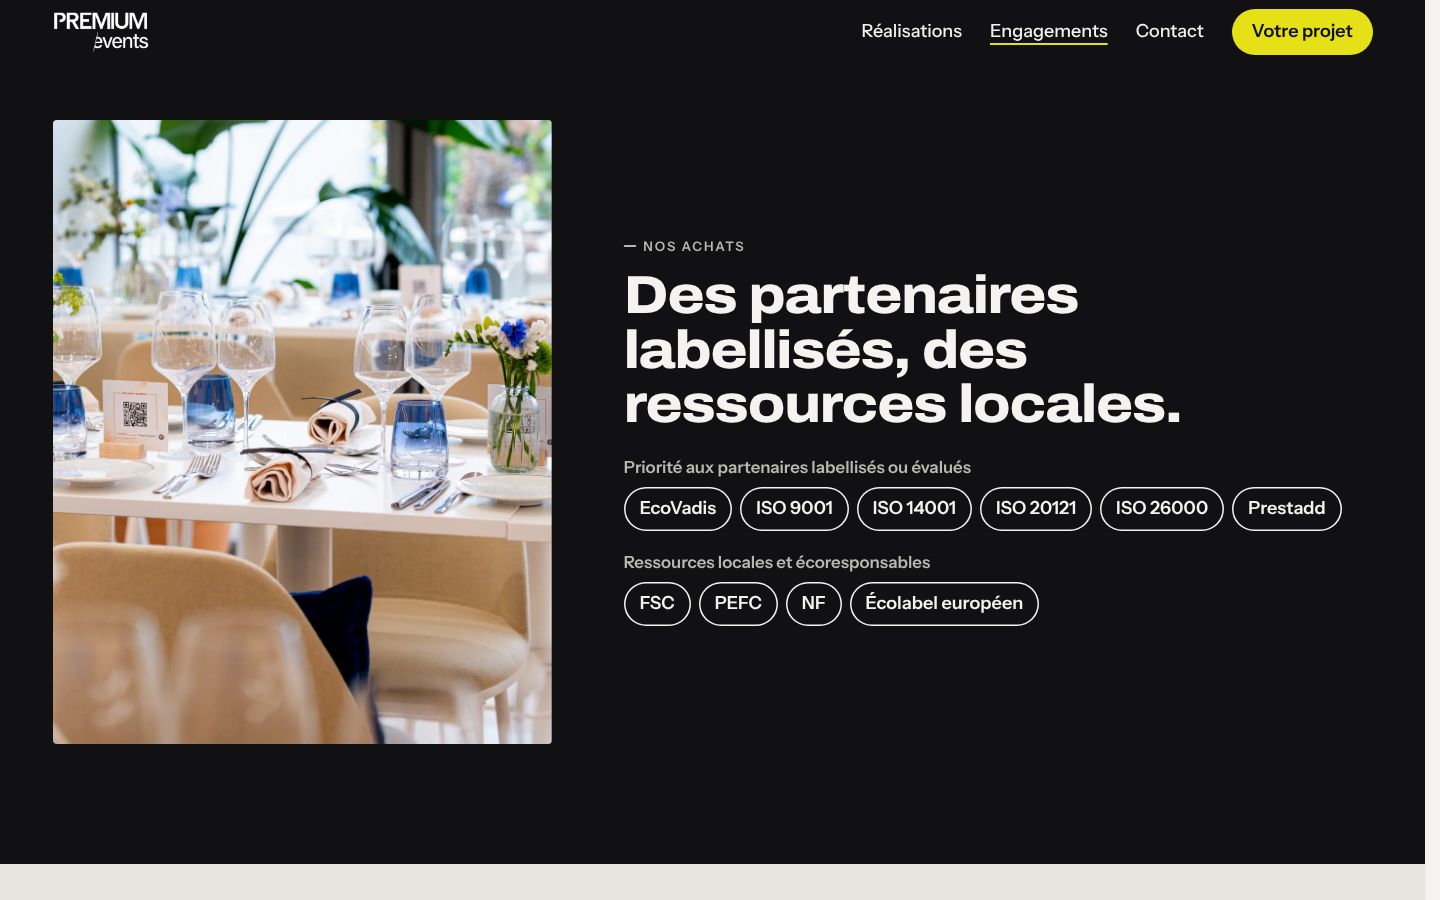 PREMIUM
events
Réalisations Engagements Contact Votre projet
— NOS ACHATS
Des partenaires
labellisés, des
ressources locales.
Priorité aux partenaires labellisés ou évalués
EcoVadis ISO 9001 ISO 14001 ISO 20121 ISO 26000 Prestadd
Ressources locales et écoresponsables
FSC PEFC NF Écolabel européen